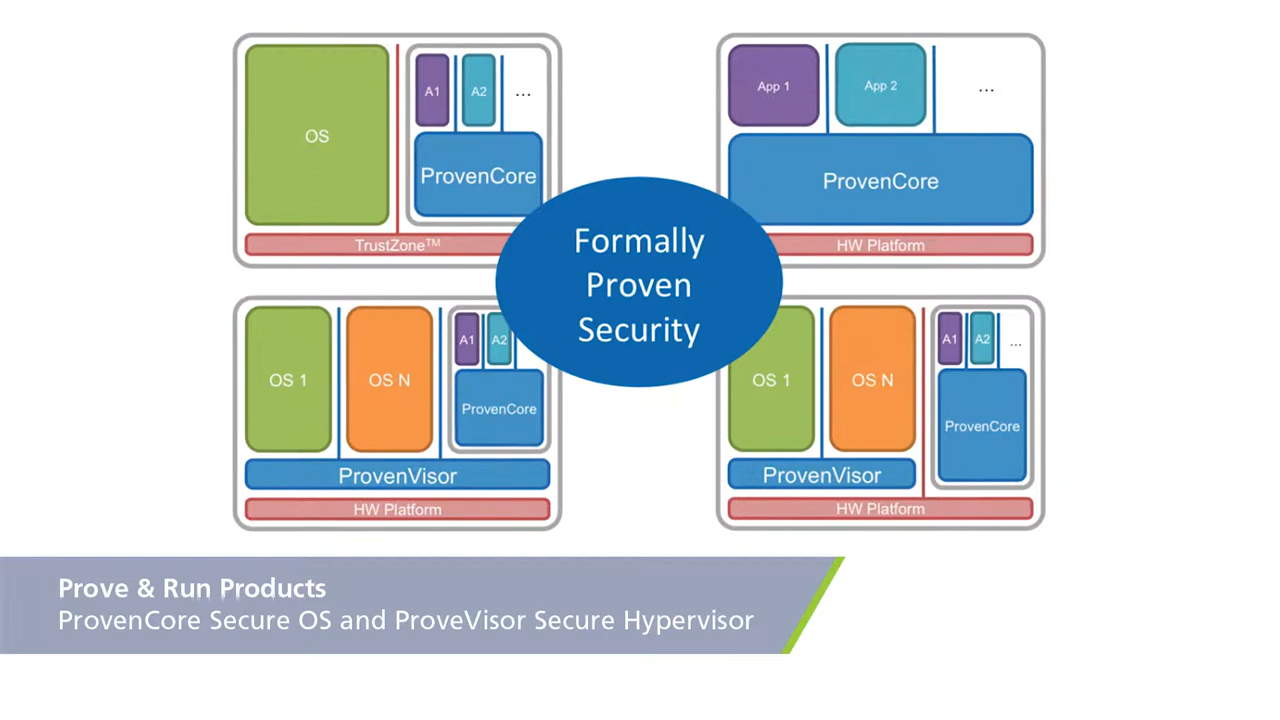 OS
A1
A2
...
ProvenCore
TrustZone™
App 1
App 2
...
ProvenCore
HW Platform
Formally
Proven
Security
OS 1
OS N
A1
A2
ProvenCore
ProvenVisor
HW Platform
OS 1
OS N
A1
A2
...
ProvenCore
ProvenVisor
HW Platform
Prove & Run Products
ProvenCore Secure OS and ProveVisor Secure Hypervisor